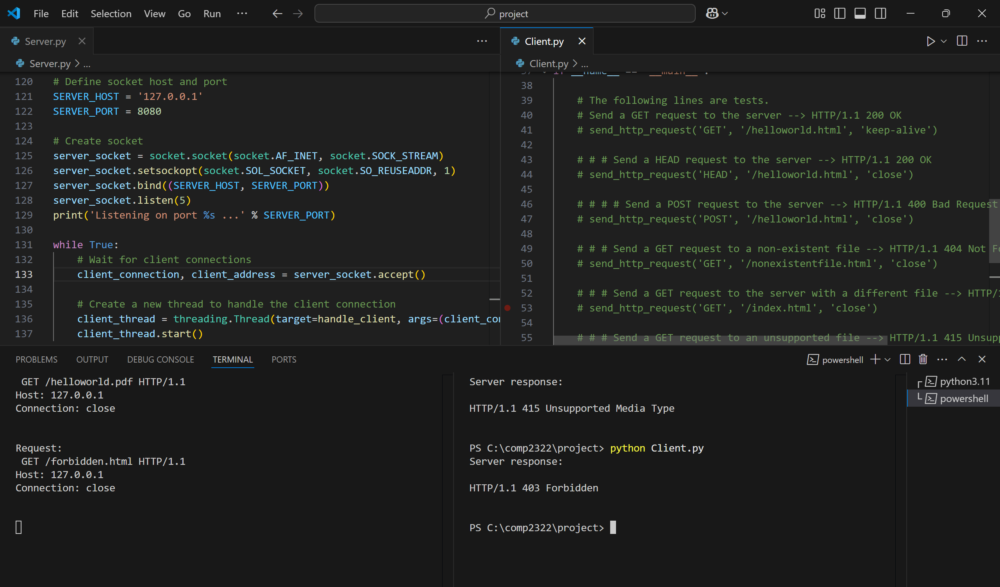 File Edit Selection View Go Run ... project
Server.py
Server.py > ...
120 # Define socket host and port
121 SERVER_HOST = '127.0.0.1'
122 SERVER_PORT = 8080
123
124 # Create socket
125 server_socket = socket.socket(socket.AF_INET, socket.SOCK_STREAM)
126 server_socket.setsockopt(socket.SOL_SOCKET, socket.SO_REUSEADDR, 1)
127 server_socket.bind((SERVER_HOST, SERVER_PORT))
128 server_socket.listen(5)
129 print('Listening on port %s ...' % SERVER_PORT)
130
131 while True:
132 # Wait for client connections
133 client_connection, client_address = server_socket.accept()
134
135 # Create a new thread to handle the client connection
136 client_thread = threading.Thread(target=handle_client, args=(client_con
137 client_thread.start()
Client.py
Client.py > ...
37 if __name__ == '__main__':
38
39 # The following lines are tests.
40 # Send a GET request to the server --> HTTP/1.1 200 OK
41 # send_http_request('GET', '/helloworld.html', 'keep-alive')
42
43 # # # Send a HEAD request to the server --> HTTP/1.1 200 OK
44 # send_http_request('HEAD', '/helloworld.html', 'close')
45
46 # # # # Send a POST request to the server --> HTTP/1.1 400 Bad Request
47 # send_http_request('POST', '/helloworld.html', 'close')
48
49 # # # Send a GET request to a non-existent file --> HTTP/1.1 404 Not Fo
50 # send_http_request('GET', '/nonexistentfile.html', 'close')
51
52 # # # Send a GET request to the server with a different file --> HTTP/1
53 # send_http_request('GET', '/index.html', 'close')
54
55 # # # Send a GET request to an unsupported file --> HTTP/1.1 415 Unsupp
PROBLEMS OUTPUT DEBUG CONSOLE TERMINAL PORTS powershell
GET /helloworld.pdf HTTP/1.1
Host: 127.0.0.1
Connection: close
Request:
GET /forbidden.html HTTP/1.1
Host: 127.0.0.1
Connection: close
Server response:
HTTP/1.1 415 Unsupported Media Type
PS C:\comp2322\project> python Client.py
Server response:
HTTP/1.1 403 Forbidden
PS C:\comp2322\project>
python3.11
powershell